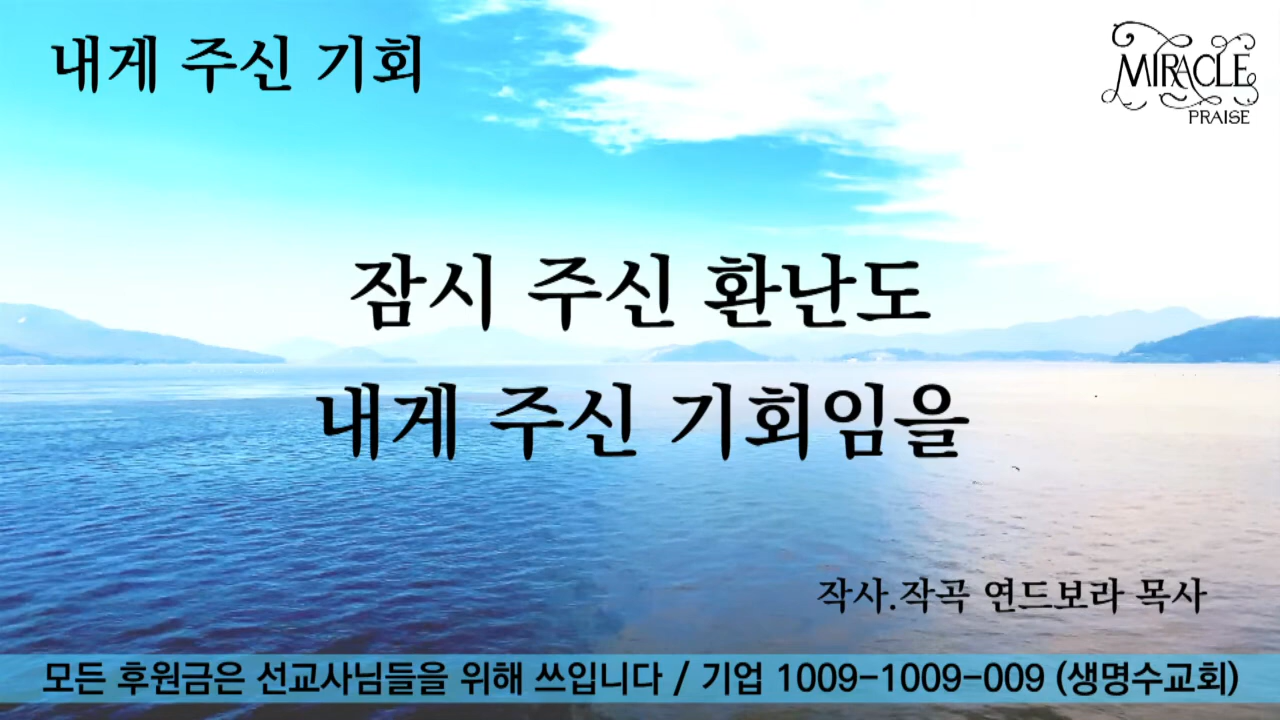 내게 주신 기회
MIRACLE
PRAISE
잠시 주신 환난도
내게 주신 기회임을
작사.작곡 연드보라 목사
모든 후원금은 선교사님들을 위해 쓰입니다 / 기업 1009-1009-009 (생명수교회)